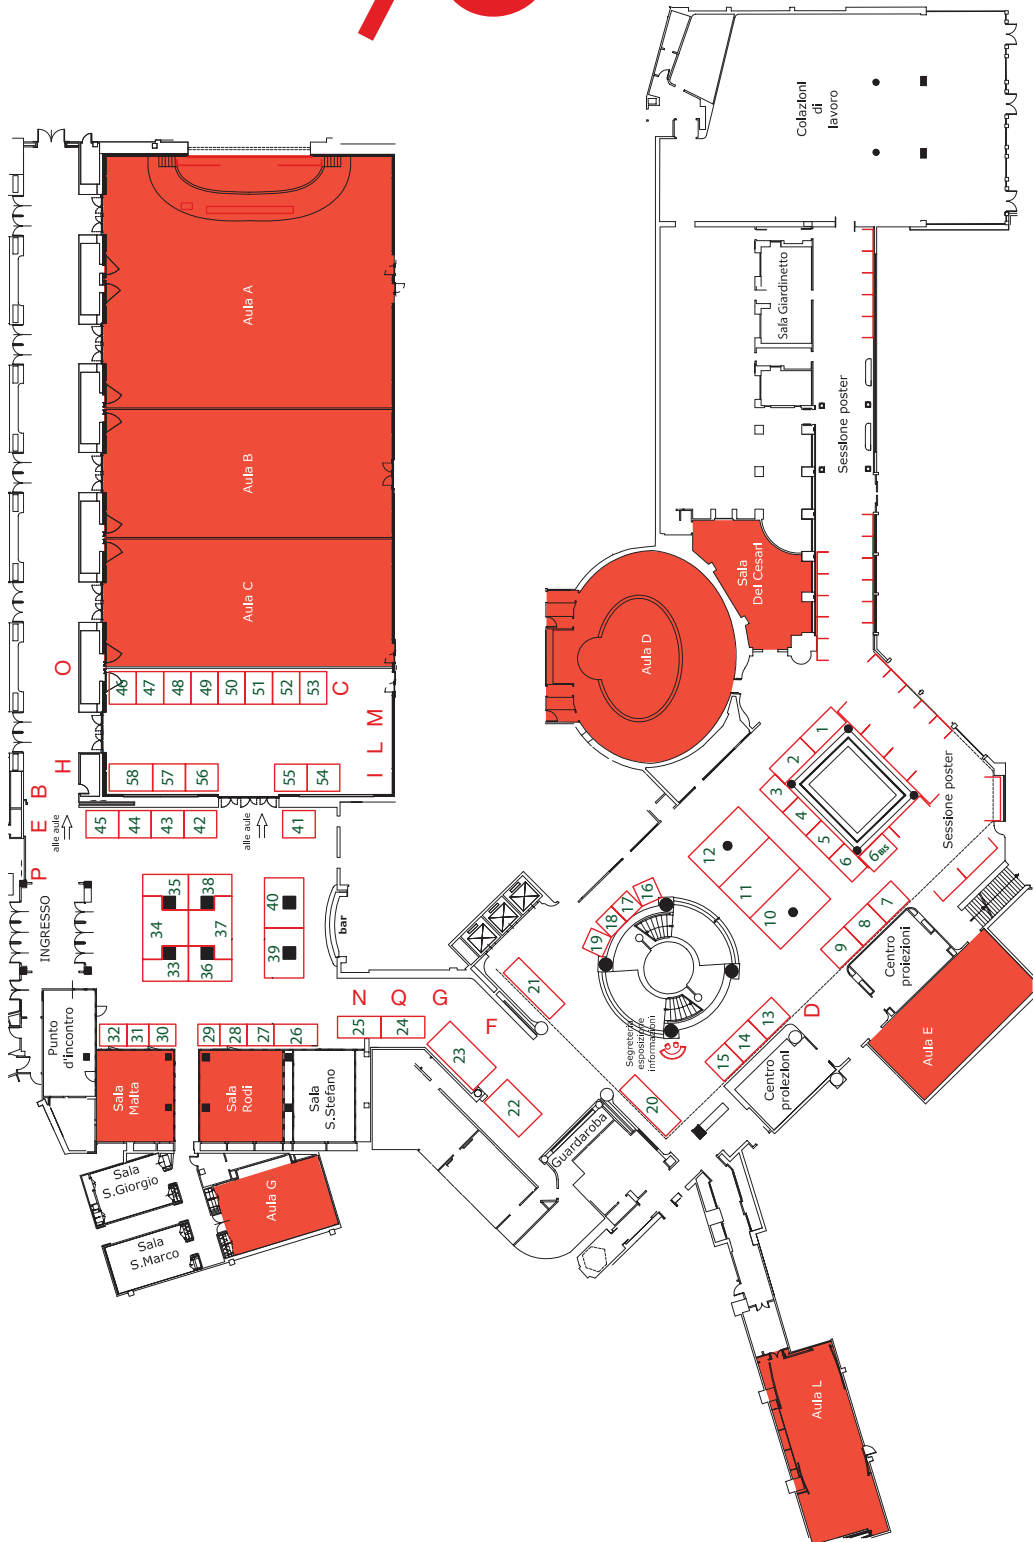 Colazioni
di
lavoro
Sala Giardinetto
Sessione poster
Aula A
Aula B
Aula C
Sala
Del Cesari
Aula D
O
46
47
48
49
50
51
52
53
C
M
L
I
H
58
57
56
55
54
B
E
P
alle aule
45
44
43
42
alle aule
41
INGRESSO
35
38
34
37
33
36
40
39
bar
1
2
3
4
5
6
6 BIS
Sessione poster
12
11
10
7
8
9
16
17
18
19
21
Centro
proiezioni
Aula E
N
Q
G
F
25
24
23
22
Punto
d'incontro
32
31
30
29
28
27
26
Sala
Malta
Sala
Rodi
Sala
S.Stefano
Segreteria
esposizione
informazioni
D
13
14
15
20
Centro
proiezioni
Guardaroba
Sala
S.Giorgio
Sala
S.Marco
Aula G
Aula L